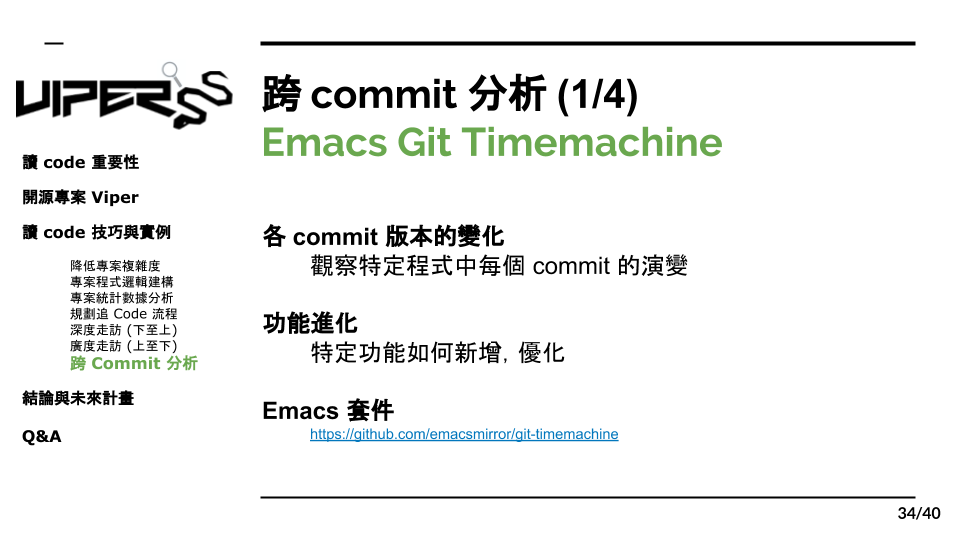 VIPERSS
讀 code 重要性
開源專案 Viper
讀 code 技巧與實例
降低專案複雜度
專案程式邏輯建構
專案統計數據分析
規劃追 Code 流程
深度走訪 (下至上)
廣度走訪 (上至下)
跨 Commit 分析
結論與未來計畫
Q&A
跨 commit 分析 (1/4)
Emacs Git Timemachine
各 commit 版本的變化
觀察特定程式中每個 commit 的演變
功能進化
特定功能如何新增, 優化
Emacs 套件
https://github.com/emacsmirror/git-timemachine
34/40